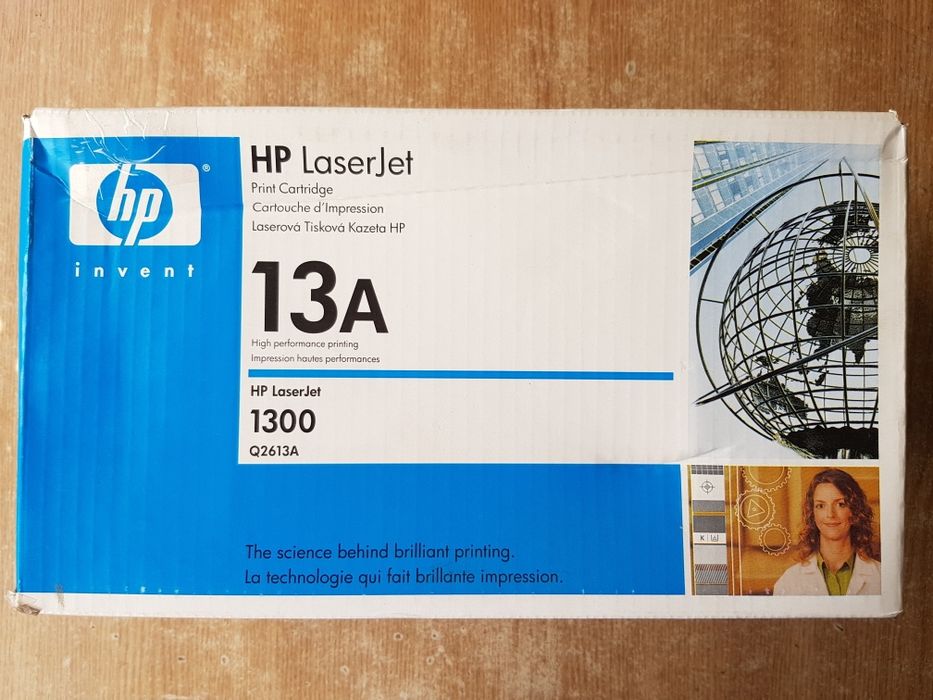 hp®
invent
HP LaserJet
Print Cartridge
Cartouche d'Impression
Laserová Tisková Kazeta HP
13A
High performance printing
Impression hautes performances
HP LaserJet
1300
Q2613A
K
The science behind brilliant printing.
La technologie qui fait brillante impression.